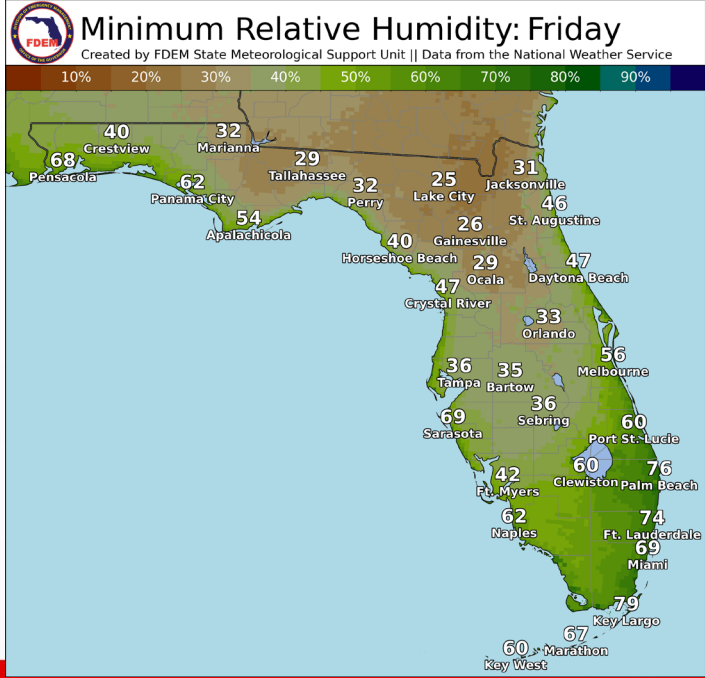 Minimum Relative Humidity: Friday
Created by FDEM State Meteorological Support Unit || Data from the National Weather Service
FDEM
10% 20% 30% 40% 50% 60% 70% 80% 90%
40
Crestview
32
Marianna
68
Pensacola
29
Tallahassee
31
Jacksonville
62
Panama City
32
Perry
25
Lake City
46
St. Augustine
54
Apalachicola
26
Gainesville
40
Horseshoe Beach
29
Ocala
47
Daytona Beach
47
Crystal River
33
Orlando
56
Melbourne
36
Tampa
35
Bartow
36
Sebring
69
Sarasota
60
Port St. Lucie
42
Ft. Myers
60
Clewiston
76
Palm Beach
62
Naples
74
Ft. Lauderdale
69
Miami
79
Key Largo
67
Marathon
60
Key West